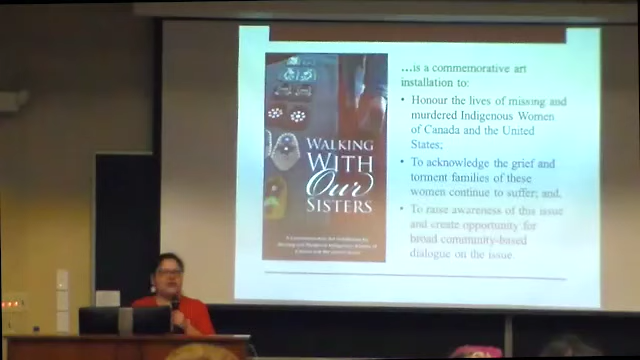 WALKING
WITH
Our
SISTERS
...is a commemorative art
installation to:
• Honour the lives of missing and
murdered Indigenous Women
of Canada and the United
States;
• To acknowledge the grief and
torment families of these
women continue to suffer; and,
• To raise awareness of this issue
and create opportunity for
broad community-based
dialogue on the issue